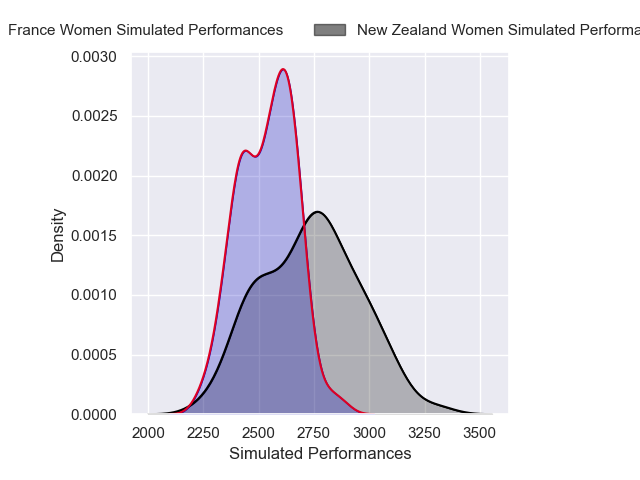 France Women Simulated Performances New Zealand Women Simulated
0.0030
0.0025
0.0020
0.0015
0.0010
0.0005
0.0000
Density
2000 2250 2500 2750 3000 3250 3500
Simulated Performances